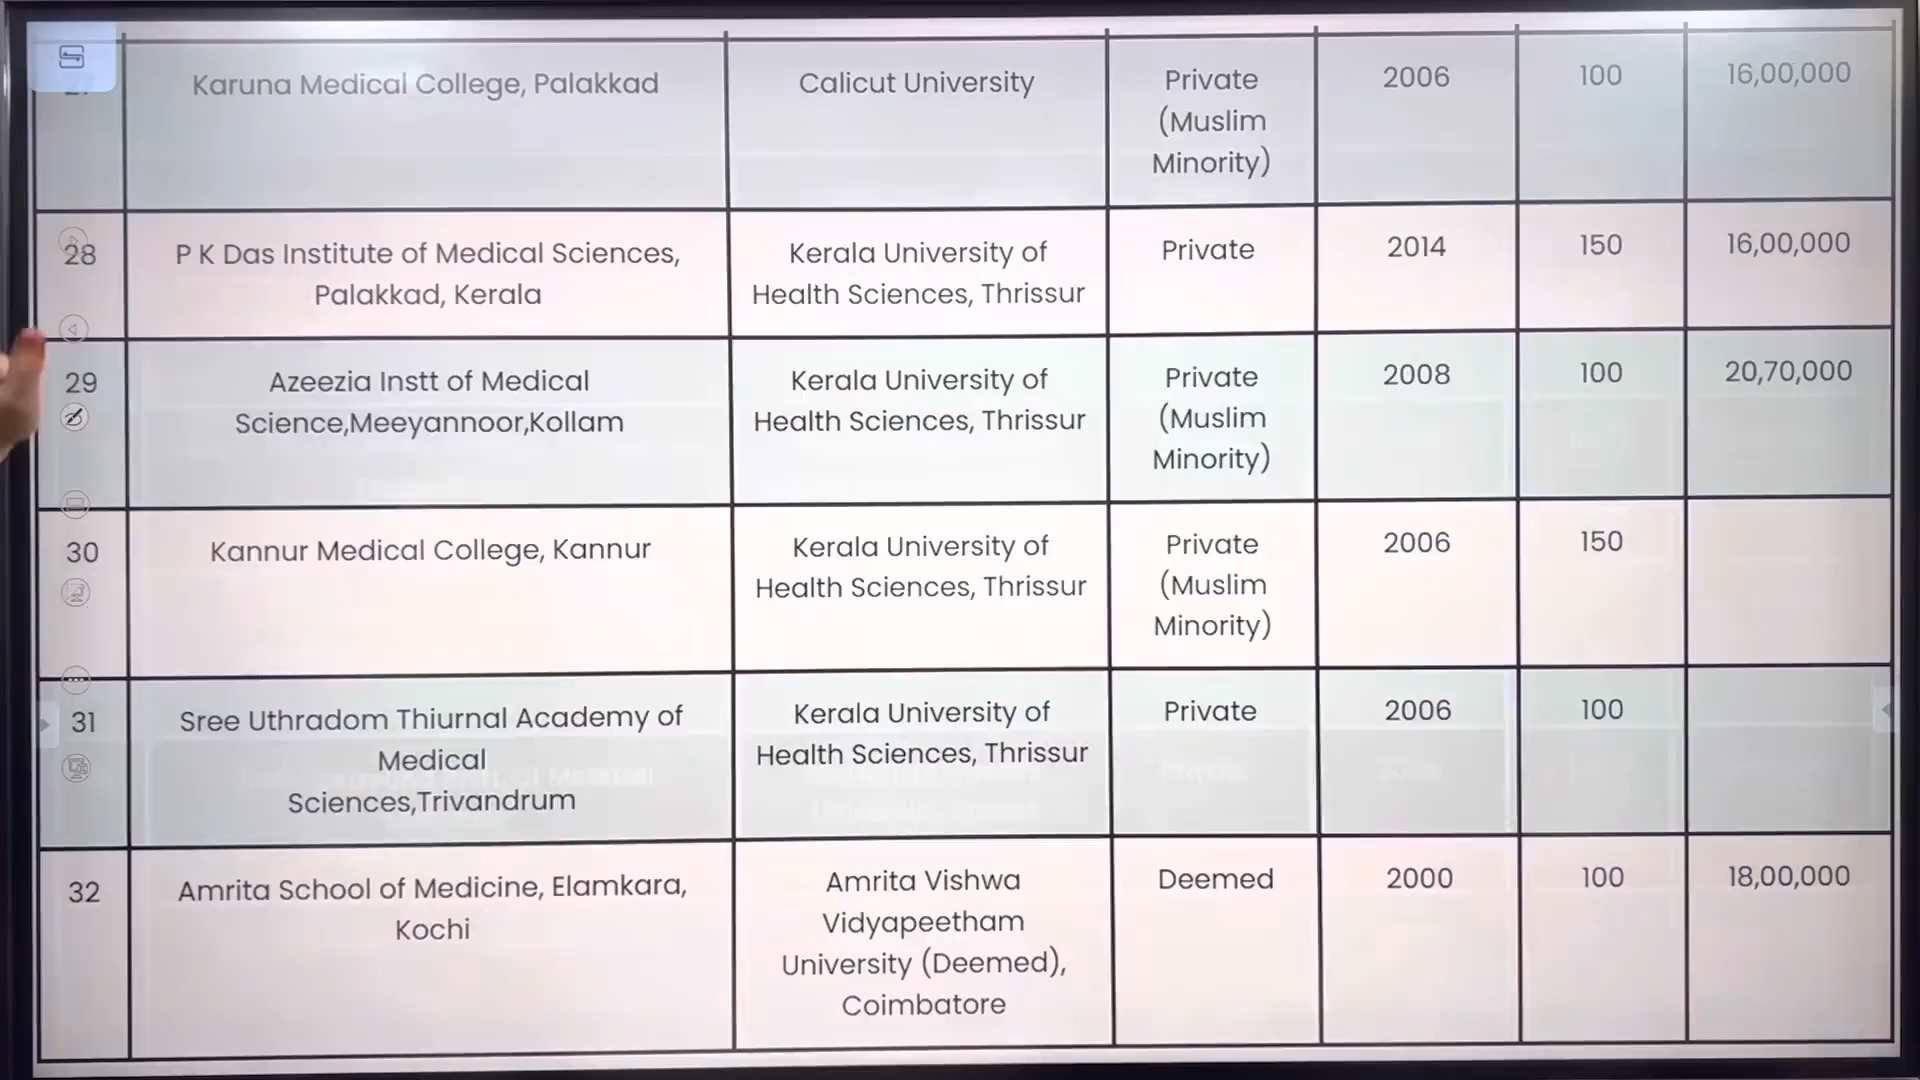 Karuna Medical College, Palakkad
Calicut University
Private
(Muslim
Minority)
2006
100
16,00,000
28
P K Das Institute of Medical Sciences,
Palakkad, Kerala
Kerala University of
Health Sciences, Thrissur
Private
2014
150
16,00,000
29
Azeezia Instt of Medical
Science,Meeyannoor,Kollam
Kerala University of
Health Sciences, Thrissur
Private
(Muslim
Minority)
2008
100
20,70,000
30
Kannur Medical College, Kannur
Kerala University of
Health Sciences, Thrissur
Private
(Muslim
Minority)
2006
150
31
Sree Uthradom Thiurnal Academy of
Medical
Sciences,Trivandrum
Kerala University of
Health Sciences, Thrissur
Private
2006
100
32
Amrita School of Medicine, Elamkara,
Kochi
Amrita Vishwa
Vidyapeetham
University (Deemed),
Coimbatore
Deemed
2000
100
18,00,000